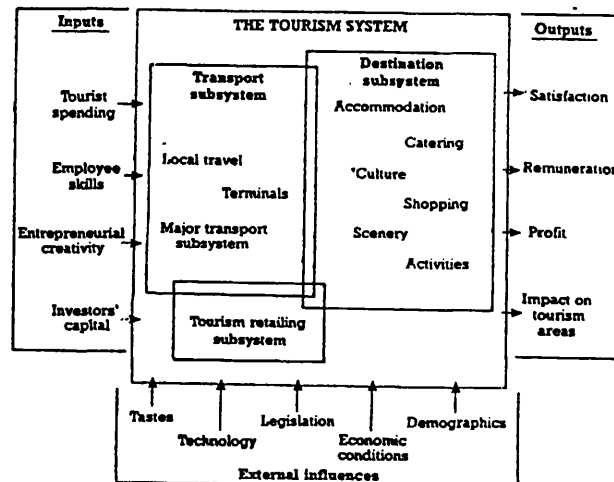 Inputs
THE TOURISM SYSTEM
Outputs
Tourist
spending
Employee
skills
Entrepreneurial
creativity
Investors'
capital
Transport
subsystem
Local travel
Terminals
Major transport
subsystem
Destination
subsystem
Accommodation
Catering
Culture
Shopping
Scenery
Activities
Tourism retailing
subsystem
Satisfaction
Remuneration
Profit
Impact on
tourism
areas
Tastes
Technology
Legislation
Economic
conditions
Demographics
External influences